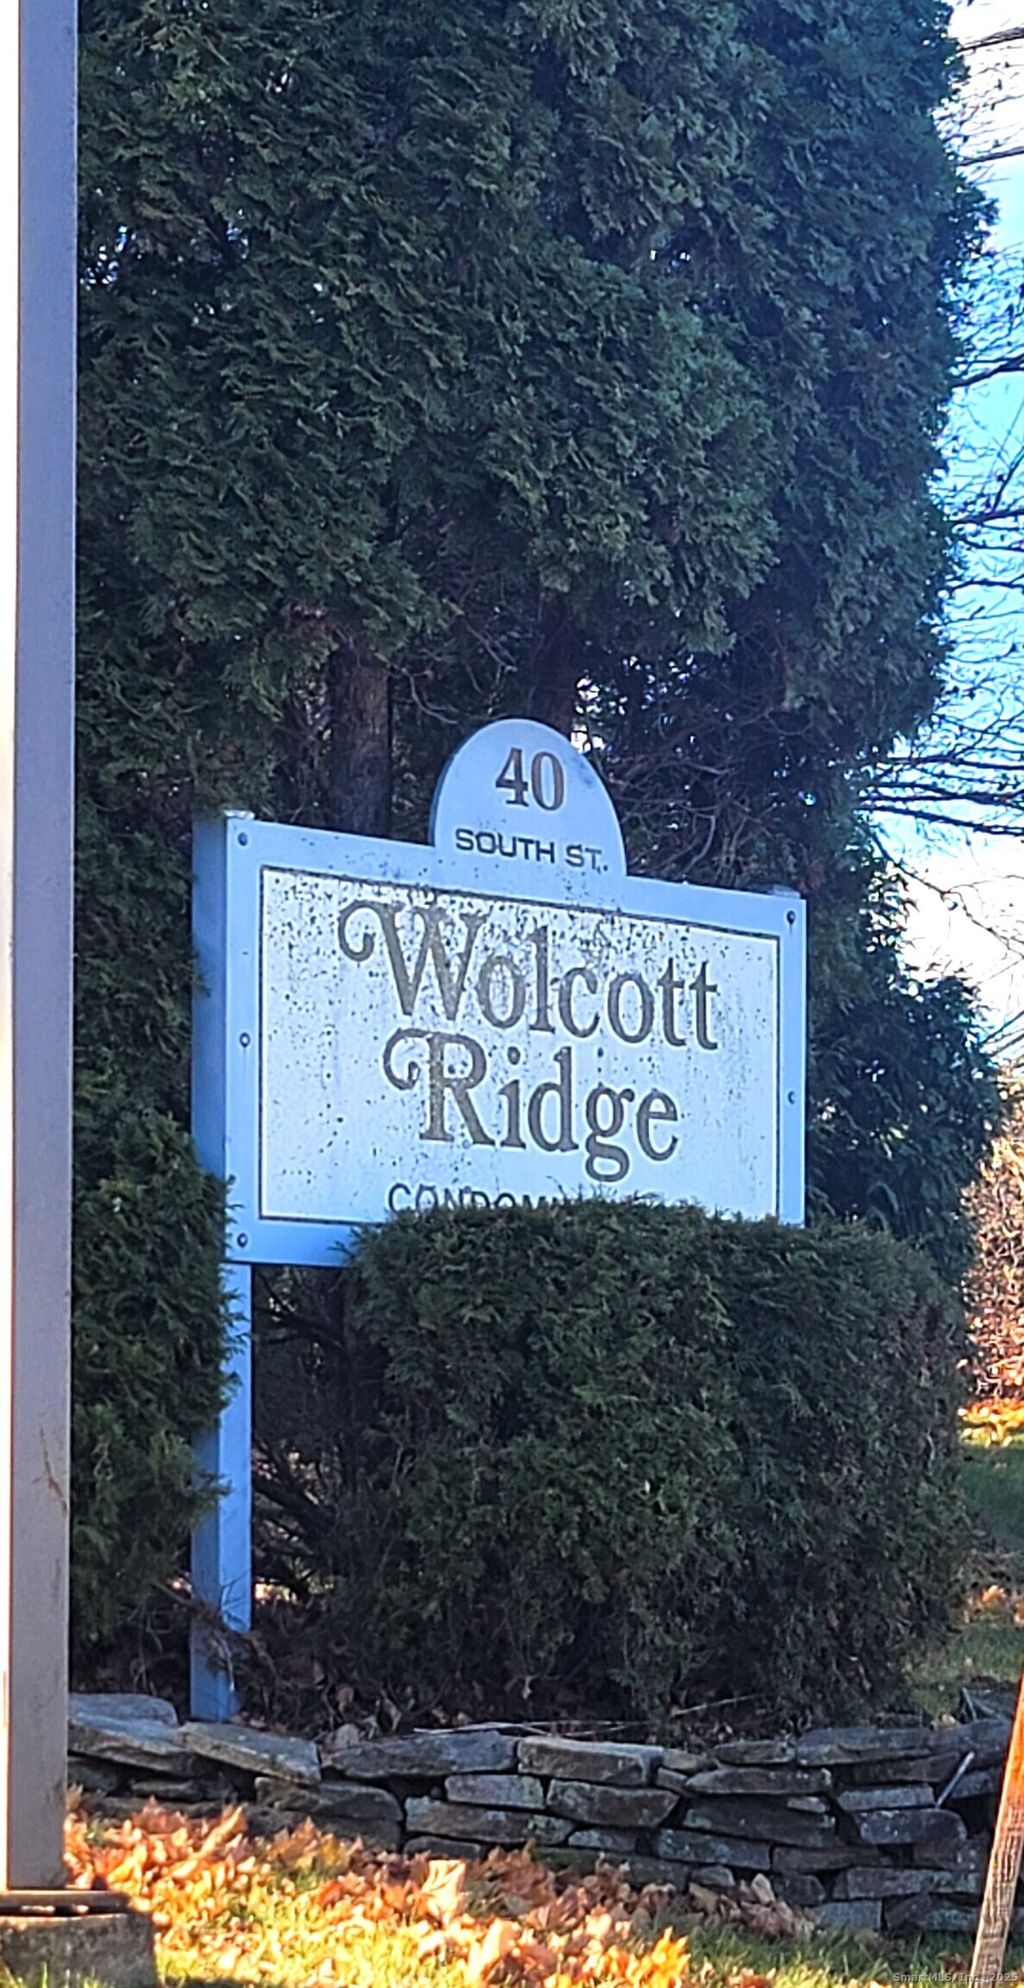 40
SOUTH ST.
Wolcott
Ridge
SmartMLS, Inc. 2025